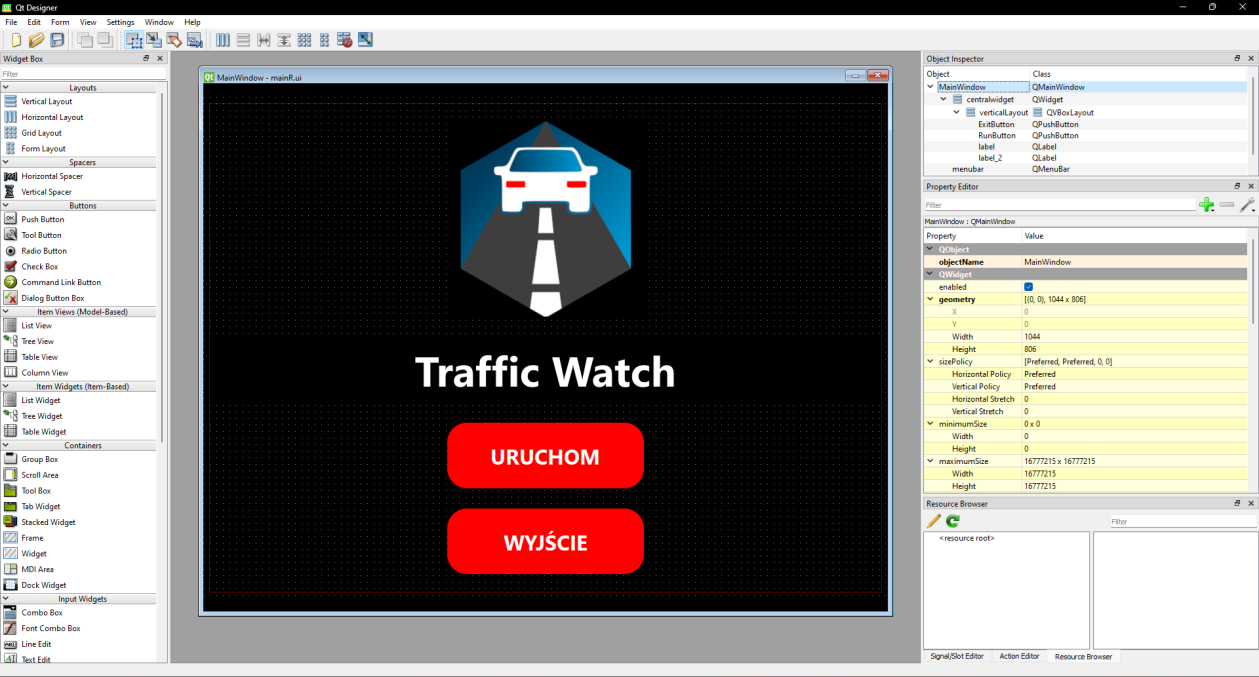 Qt Designer
File Edit Form View Settings Window Help
Widget Box
Filter
Layouts
Vertical Layout
Horizontal Layout
Grid Layout
Form Layout
Spacers
Horizontal Spacer
Vertical Spacer
Buttons
Push Button
Tool Button
Radio Button
Check Box
Command Link Button
Dialog Button Box
Item Views (Model-Based)
List View
Tree View
Table View
Column View
Item Widgets (Item-Based)
List Widget
Tree Widget
Table Widget
Containers
Group Box
Scroll Area
Tool Box
Tab Widget
Stacked Widget
Frame
Widget
MDI Area
Dock Widget
Input Widgets
Combo Box
Font Combo Box
Line Edit
Text Edit
MainWindow - mainR.ui
Traffic Watch
URUCHOM
WYJŚCIE
Object Inspector
Object Class
MainWindow QMainWindow
centralwidget QWidget
verticalLayout QVBoxLayout
ExitButton QPushButton
RunButton QPushButton
label QLabel
label_2 QLabel
menubar QMenuBar
Property Editor
Filter
MainWindow : QMainWindow
Property Value
QObject
objectName MainWindow
QWidget
enabled
geometry [(0, 0), 1044 x 806]
X 0
Y 0
Width 1044
Height 806
sizePolicy [Preferred, Preferred, 0, 0]
Horizontal Policy Preferred
Vertical Policy Preferred
Horizontal Stretch 0
Vertical Stretch 0
minimumSize 0 x 0
Width 0
Height 0
maximumSize 16777215 x 16777215
Width 16777215
Height 16777215
Resource Browser
Filter
<resource root>
Signal/Slot Editor Action Editor Resource Browser